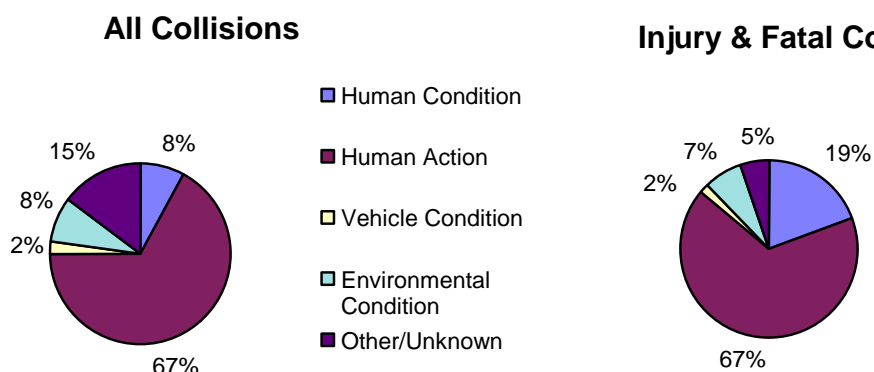 All Collisions
15%
8%
8%
2%
67%
Human Condition
Human Action
Vehicle Condition
Environmental
Condition
Other/Unknown
Injury & Fatal Co
5%
7%
19%
2%
67%